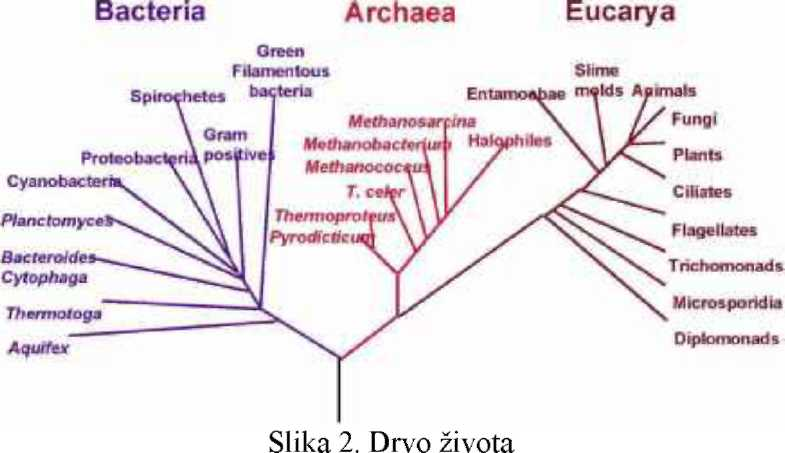 Bacteria
Archaea
Eucarya
Green
Filamentous
bacteria
Spirochetes
Gram
positives
Proteobacteria
Cyanobacteria
Planctomyces
Bacteroides
Cytophaga
Thermotoga
Aquifex
Methanosarcina
Methanobacterium
Halophiles
Methanococcus
T. celer
Thermoproteus
Pyrodicticum
Entamoebae
Slime
molds
Animals
Fungi
Plants
Ciliates
Flagellates
Trichomonads
Microsporidia
Diplomonads
Slika 2. Drvo života